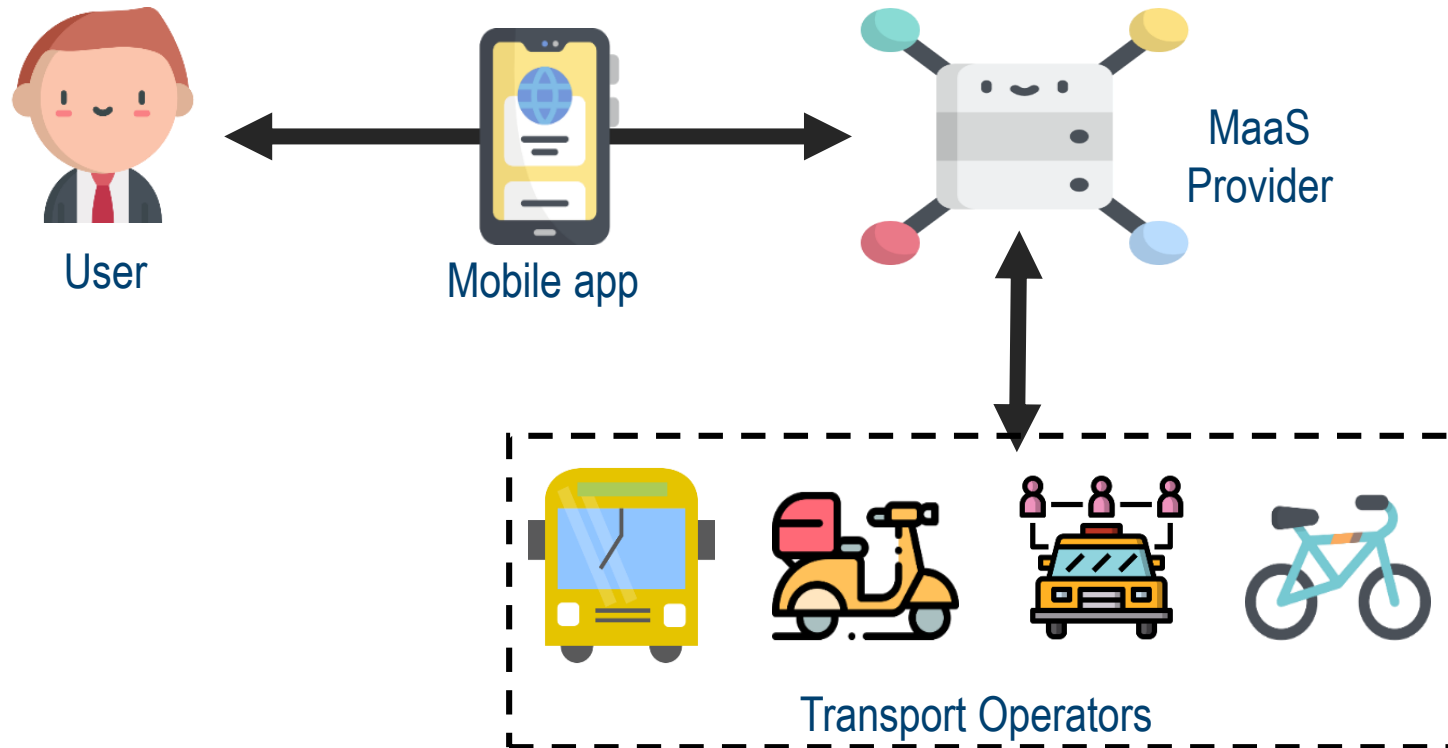 User
Mobile app
MaaS
Provider
Transport Operators